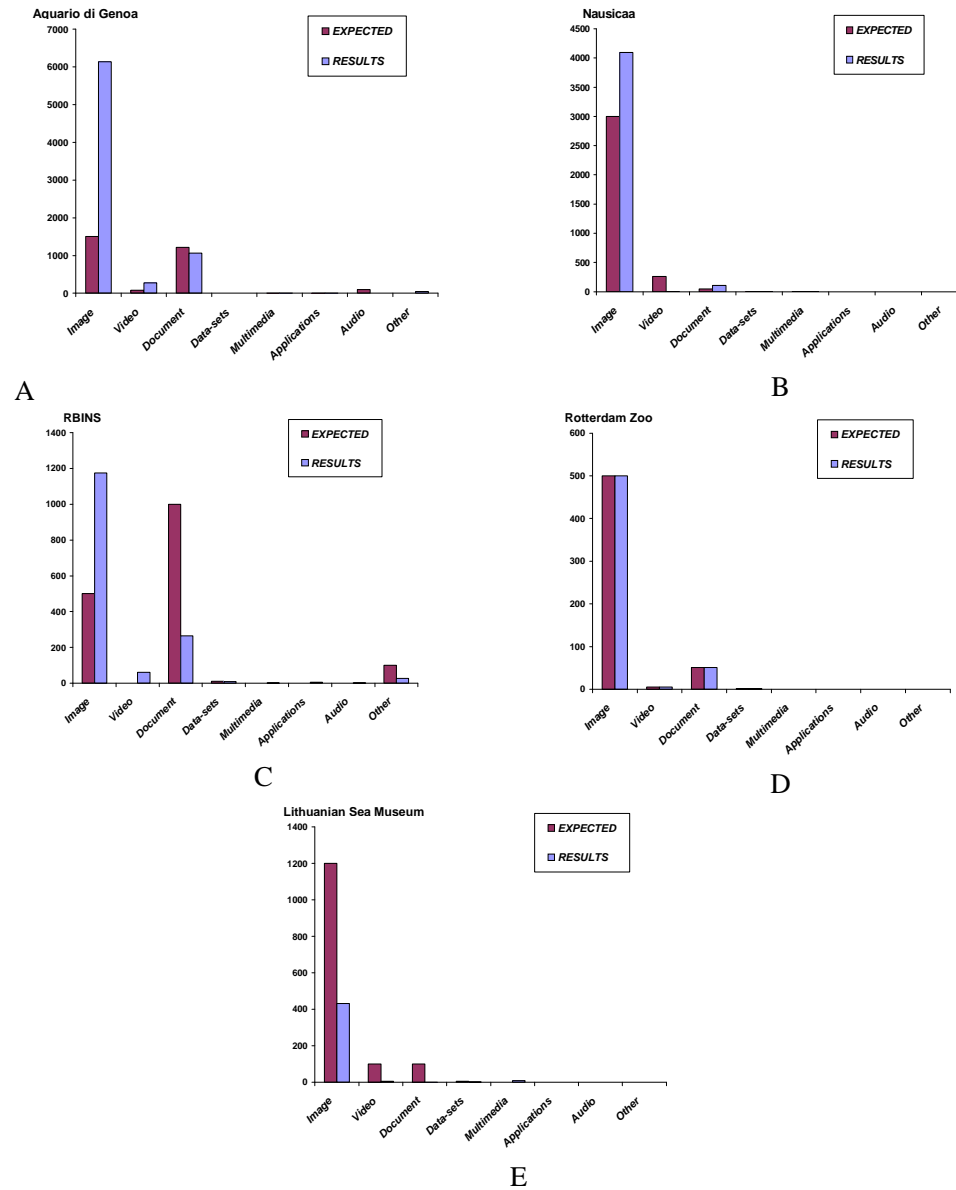 Aquario di Genoa
EXPECTED
RESULTS
7000
6000
5000
4000
3000
2000
1000
0
Image
Video
Document
Data-sets
Multimedia
Applications
Audio
Other
A
Nausicaa
EXPECTED
RESULTS
4500
4000
3500
3000
2500
2000
1500
1000
500
0
Image
Video
Document
Data-sets
Multimedia
Applications
Audio
Other
B
RBINS
EXPECTED
RESULTS
1400
1200
1000
800
600
400
200
0
Image
Video
Document
Data-sets
Multimedia
Applications
Audio
Other
C
Rotterdam Zoo
EXPECTED
RESULTS
600
500
400
300
200
100
0
Image
Video
Document
Data-sets
Multimedia
Applications
Audio
Other
D
Lithuanian Sea Museum
EXPECTED
RESULTS
1400
1200
1000
800
600
400
200
0
Image
Video
Document
Data-sets
Multimedia
Applications
Audio
Other
E